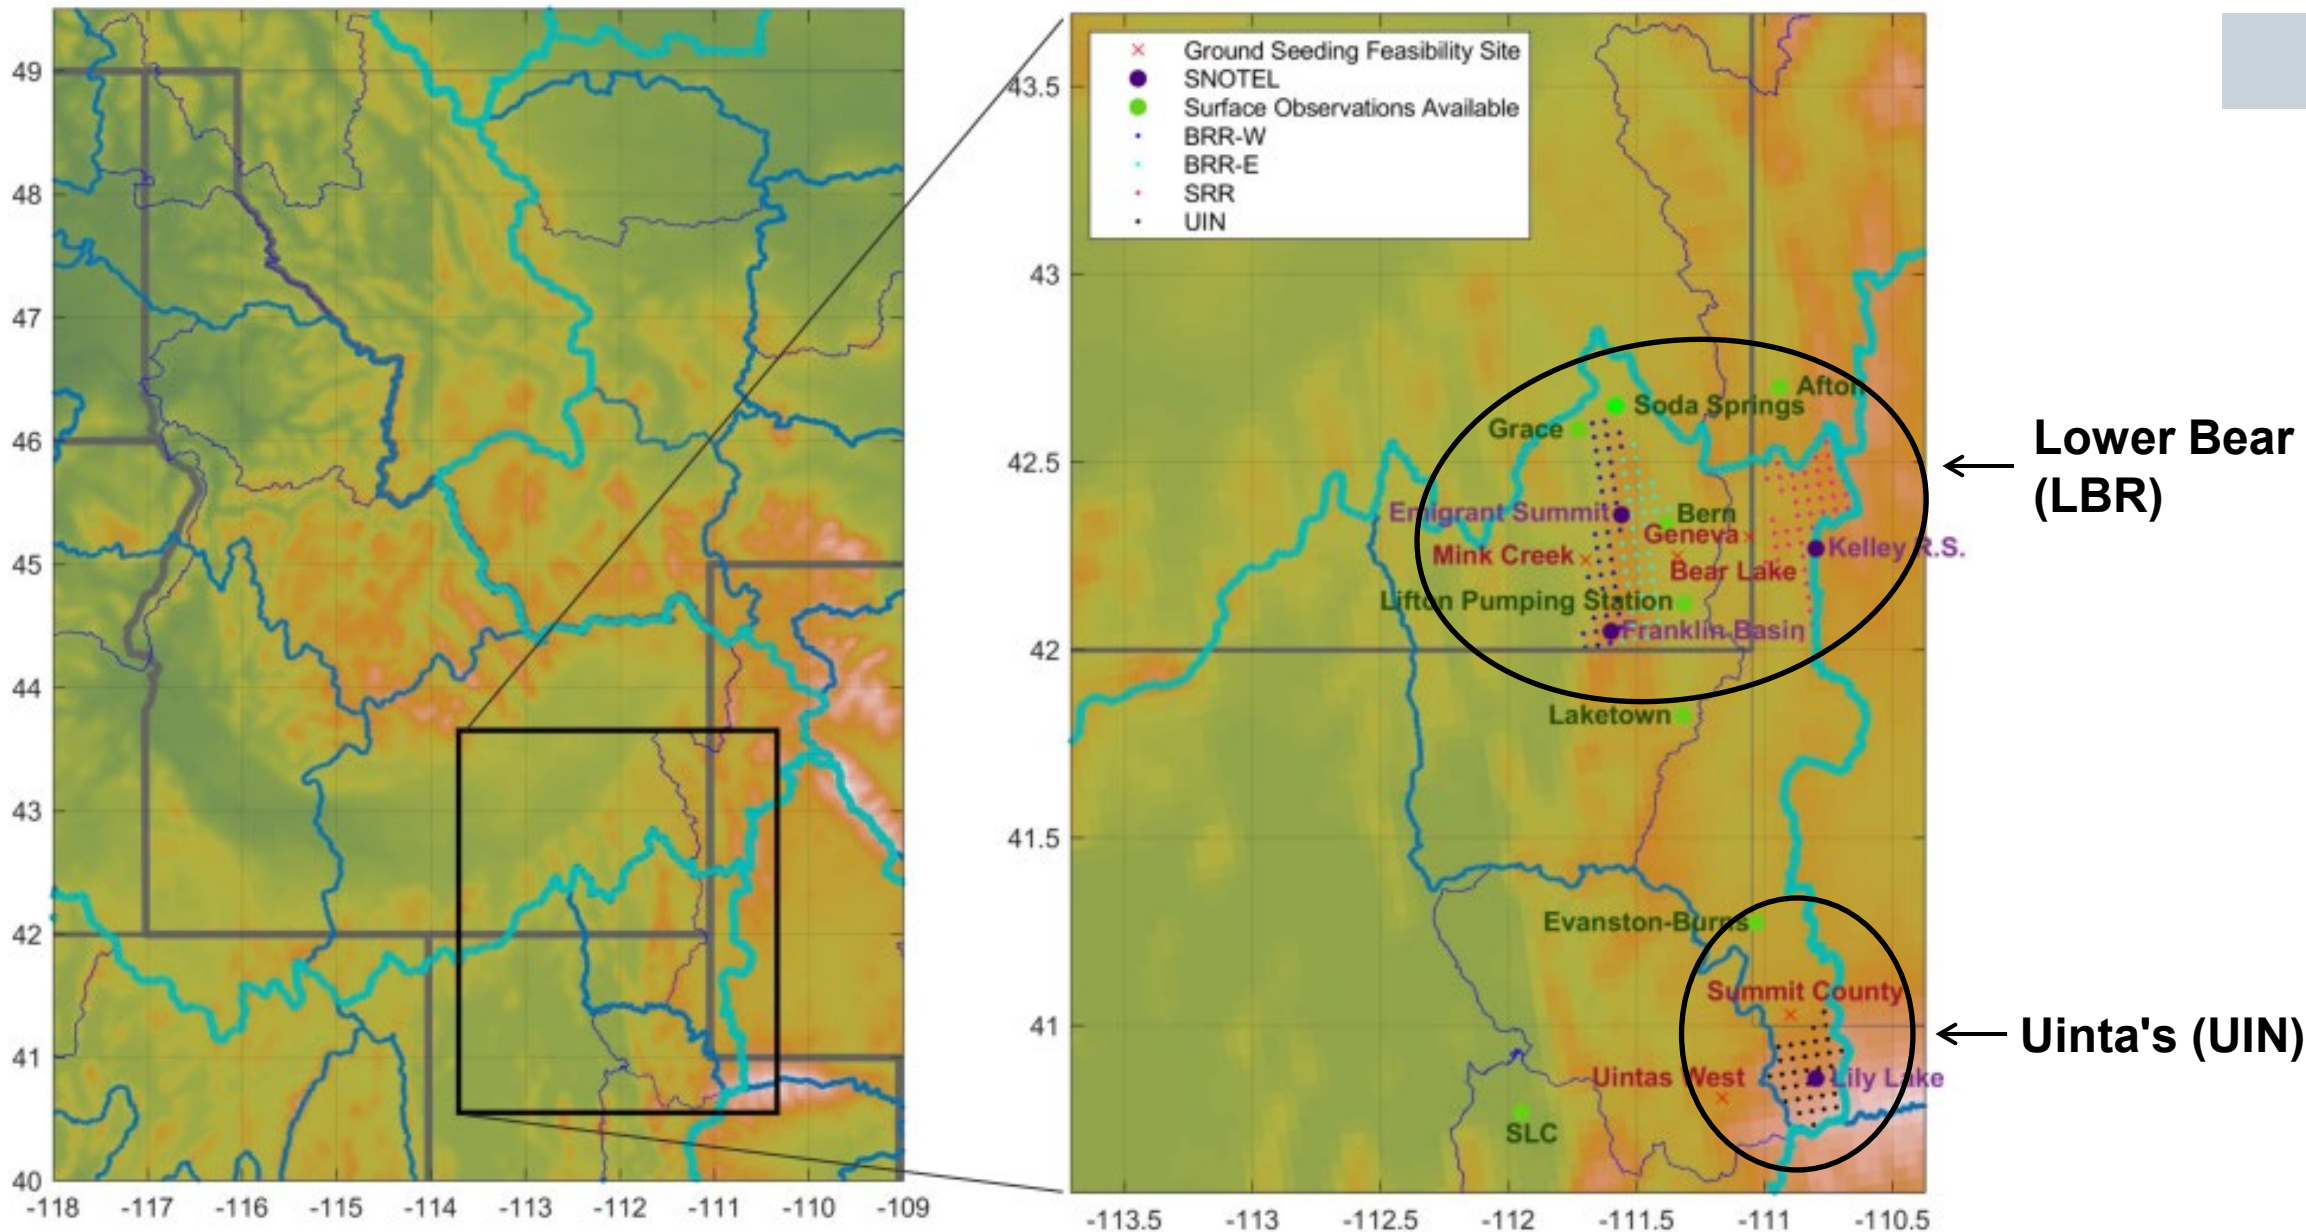 49
48
47
46
45
44
43
42
41
40
-118
-117
-116
-115
-114
-113
-112
-111
-110
-109
Ground Seeding Feasibility Site
SNOTEL
Surface Observations Available
BRR-W
BRR-E
SRR
UIN
43.5
43
42.5
42
41.5
41
-113.5
-113
-112.5
-112
-111.5
-111
-110.5
Afton
Soda Springs
Grace
Emigrant Summit
Bern
Geneva
Mink Creek
Kelley R.S.
Bear Lake
Lifton Pumping Station
Franklin Basin
Laketown
Evanston-Burns
Summit County
Uintas West
Lily Lake
SLC
Lower Bear
(LBR)
Uinta's (UIN)